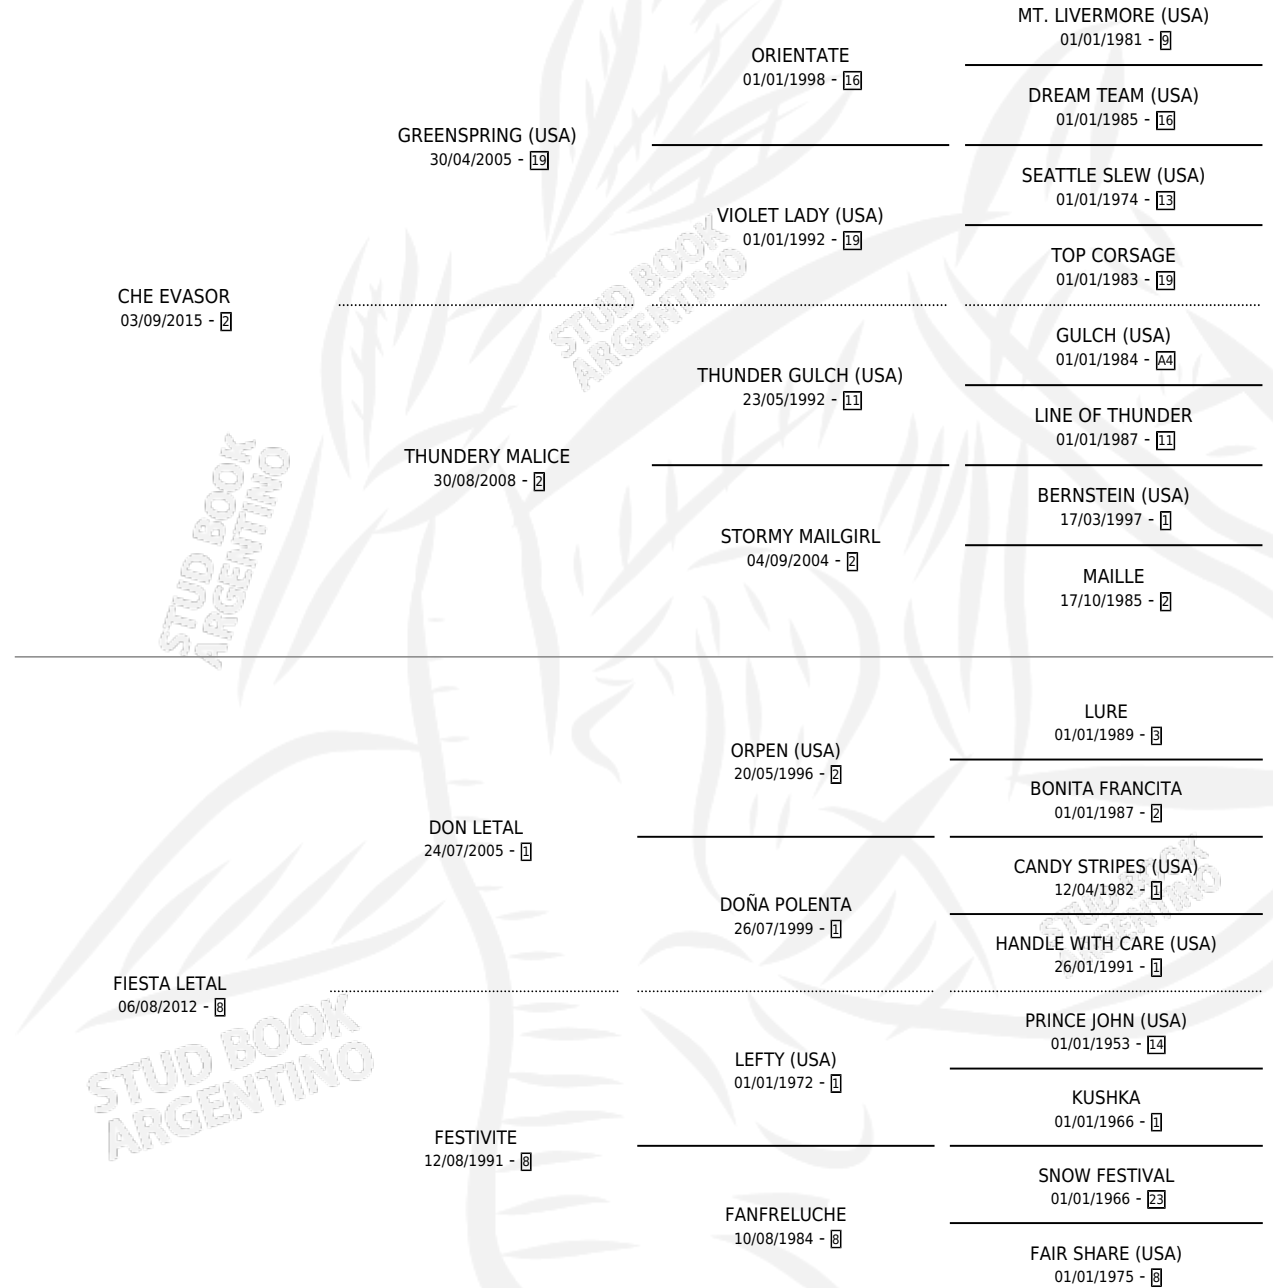 MT. LIVERMORE (USA)
01/01/1981 - 9
ORIENTATE
01/01/1998 - 16
DREAM TEAM (USA)
01/01/1985 - 16
GREENSPRING (USA)
30/04/2005 - 19
SEATTLE SLEW (USA)
01/01/1974 - 13
VIOLET LADY (USA)
01/01/1992 - 19
TOP CORSAGE
01/01/1983 - 19
CHE EVASOR
03/09/2015 - 2
GULCH (USA)
01/01/1984 - A4
THUNDER GULCH (USA)
23/05/1992 - 11
LINE OF THUNDER
01/01/1987 - 11
THUNDERY MALICE
30/08/2008 - 2
BERNSTEIN (USA)
17/03/1997 - 1
STORMY MAILGIRL
04/09/2004 - 2
MAILLE
17/10/1985 - 2
LURE
01/01/1989 - 3
ORPEN (USA)
20/05/1996 - 2
BONITA FRANCITA
01/01/1987 - 2
DON LETAL
24/07/2005 - 1
CANDY STRIPES (USA)
12/04/1982 - 1
DOÑA POLENTA
26/07/1999 - 1
HANDLE WITH CARE (USA)
26/01/1991 - 1
FIESTA LETAL
06/08/2012 - 8
PRINCE JOHN (USA)
01/01/1953 - 14
LEFTY (USA)
01/01/1972 - 1
KUSHKA
01/01/1966 - 1
FESTIVITE
12/08/1991 - 8
SNOW FESTIVAL
01/01/1966 - 23
FANFRELUCHE
10/08/1984 - 8
FAIR SHARE (USA)
01/01/1975 - 8
STUD BOOK
ARGENTINO
STUD BOOK
ARGENTINO
STUD BOOK
ARGENTINO
STUD BOOK
ARGENTINO